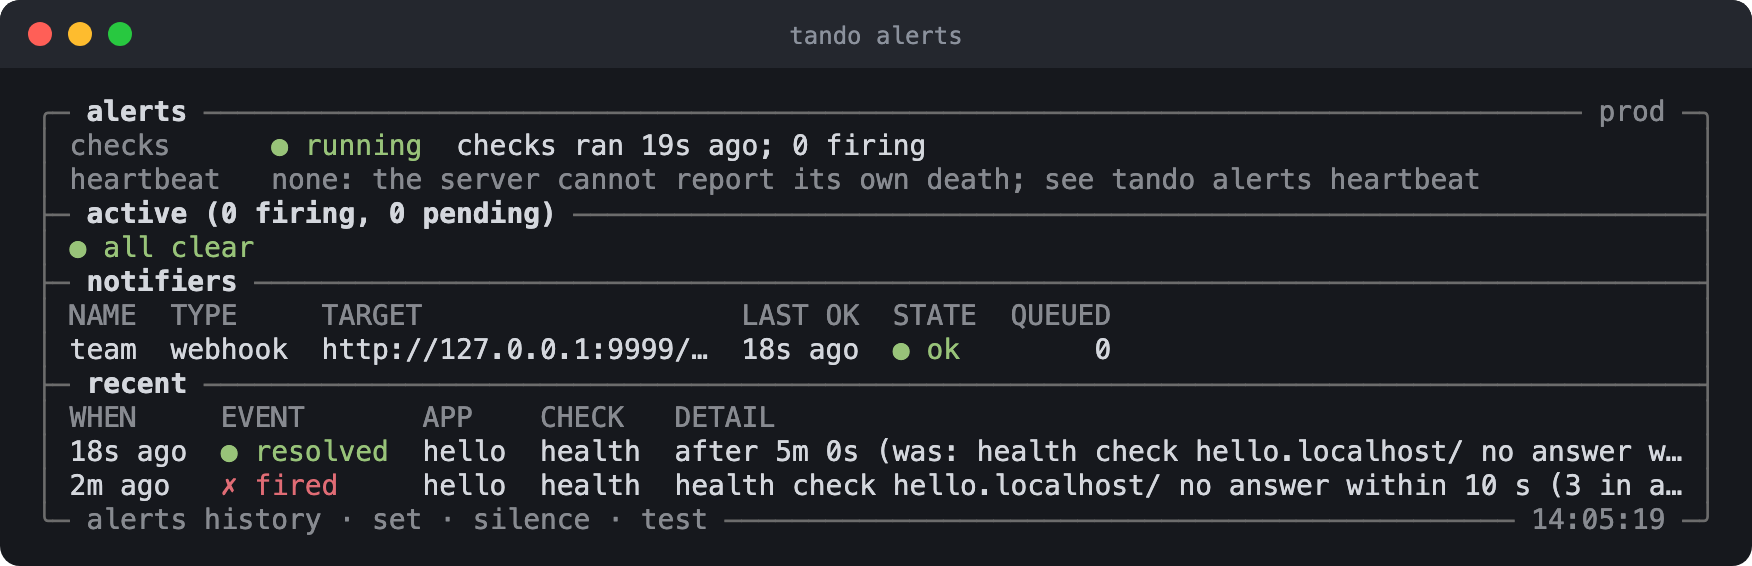 tando alerts
alerts prod
checks ● running checks ran 19s ago; 0 firing
heartbeat none: the server cannot report its own death; see tando alerts heartbeat
active (0 firing, 0 pending)
● all clear
notifiers
NAME TYPE TARGET LAST OK STATE QUEUED
team webhook http://127.0.0.1:9999/… 18s ago ● ok 0
recent
WHEN EVENT APP CHECK DETAIL
18s ago ● resolved hello health after 5m 0s (was: health check hello.localhost/ no answer w…
2m ago ✗ fired hello health health check hello.localhost/ no answer within 10 s (3 in a…
alerts history · set · silence · test 14:05:19